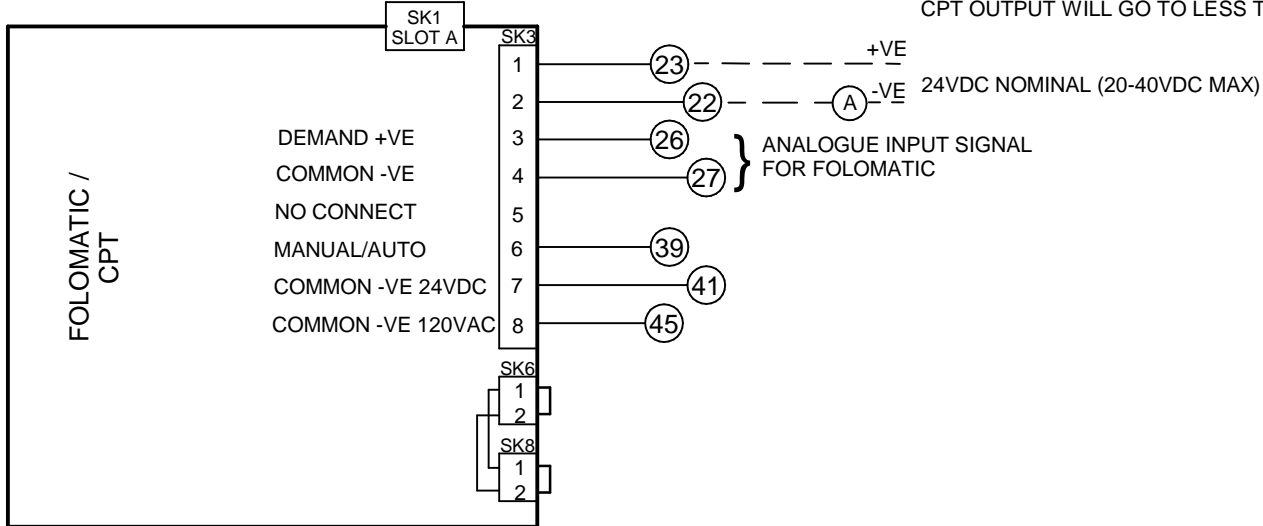 CPT OUTPUT WILL GO TO LESS T
SK1
SLOT A
SK3
1
23
+VE
2
22
A
-VE
24VDC NOMINAL (20-40VDC MAX)
DEMAND +VE
3
26
COMMON -VE
4
27
}
ANALOGUE INPUT SIGNAL
FOR FOLOMATIC
NO CONNECT
5
MANUAL/AUTO
6
39
COMMON -VE 24VDC
7
41
COMMON -VE 120VAC
8
45
FOLOMATIC /
CPT
SK6
1
2
SK8
1
2